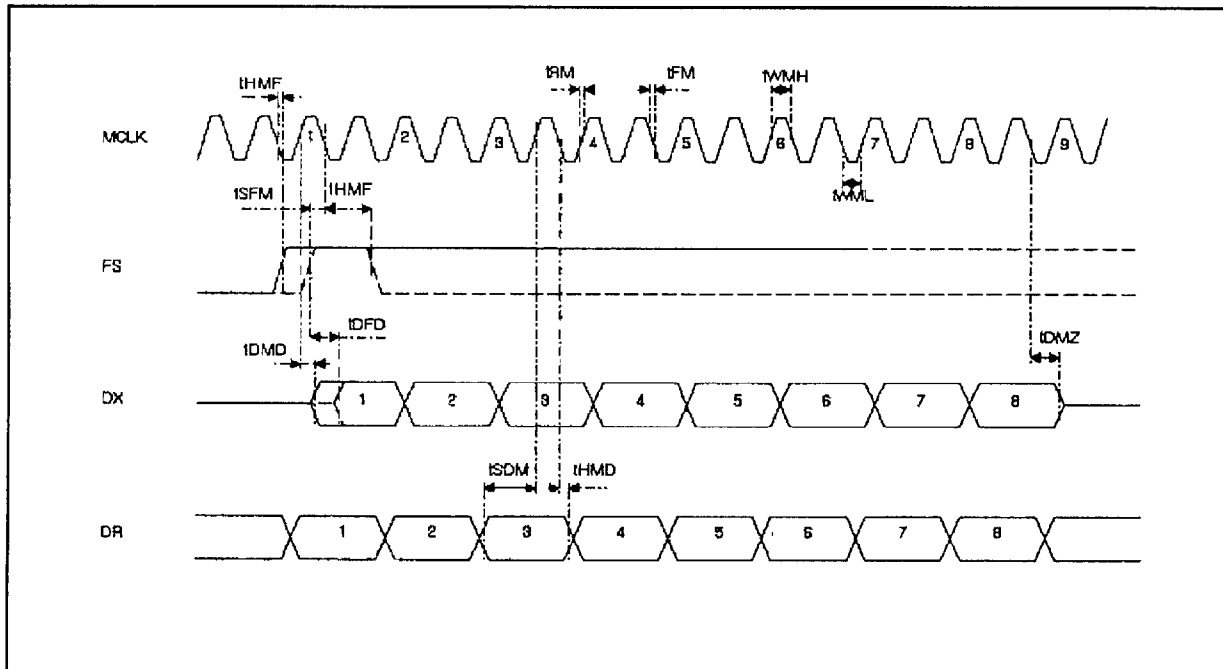 tHMF tRM tFM tWMH
MCLK 1 2 3 4 5 6 7 8 9
tSFM tHMF tWML
FS
tDFD
tDMD tDMZ
DX 1 2 3 4 5 6 7 8
tSDM tHMD
DR 1 2 3 4 5 6 7 8